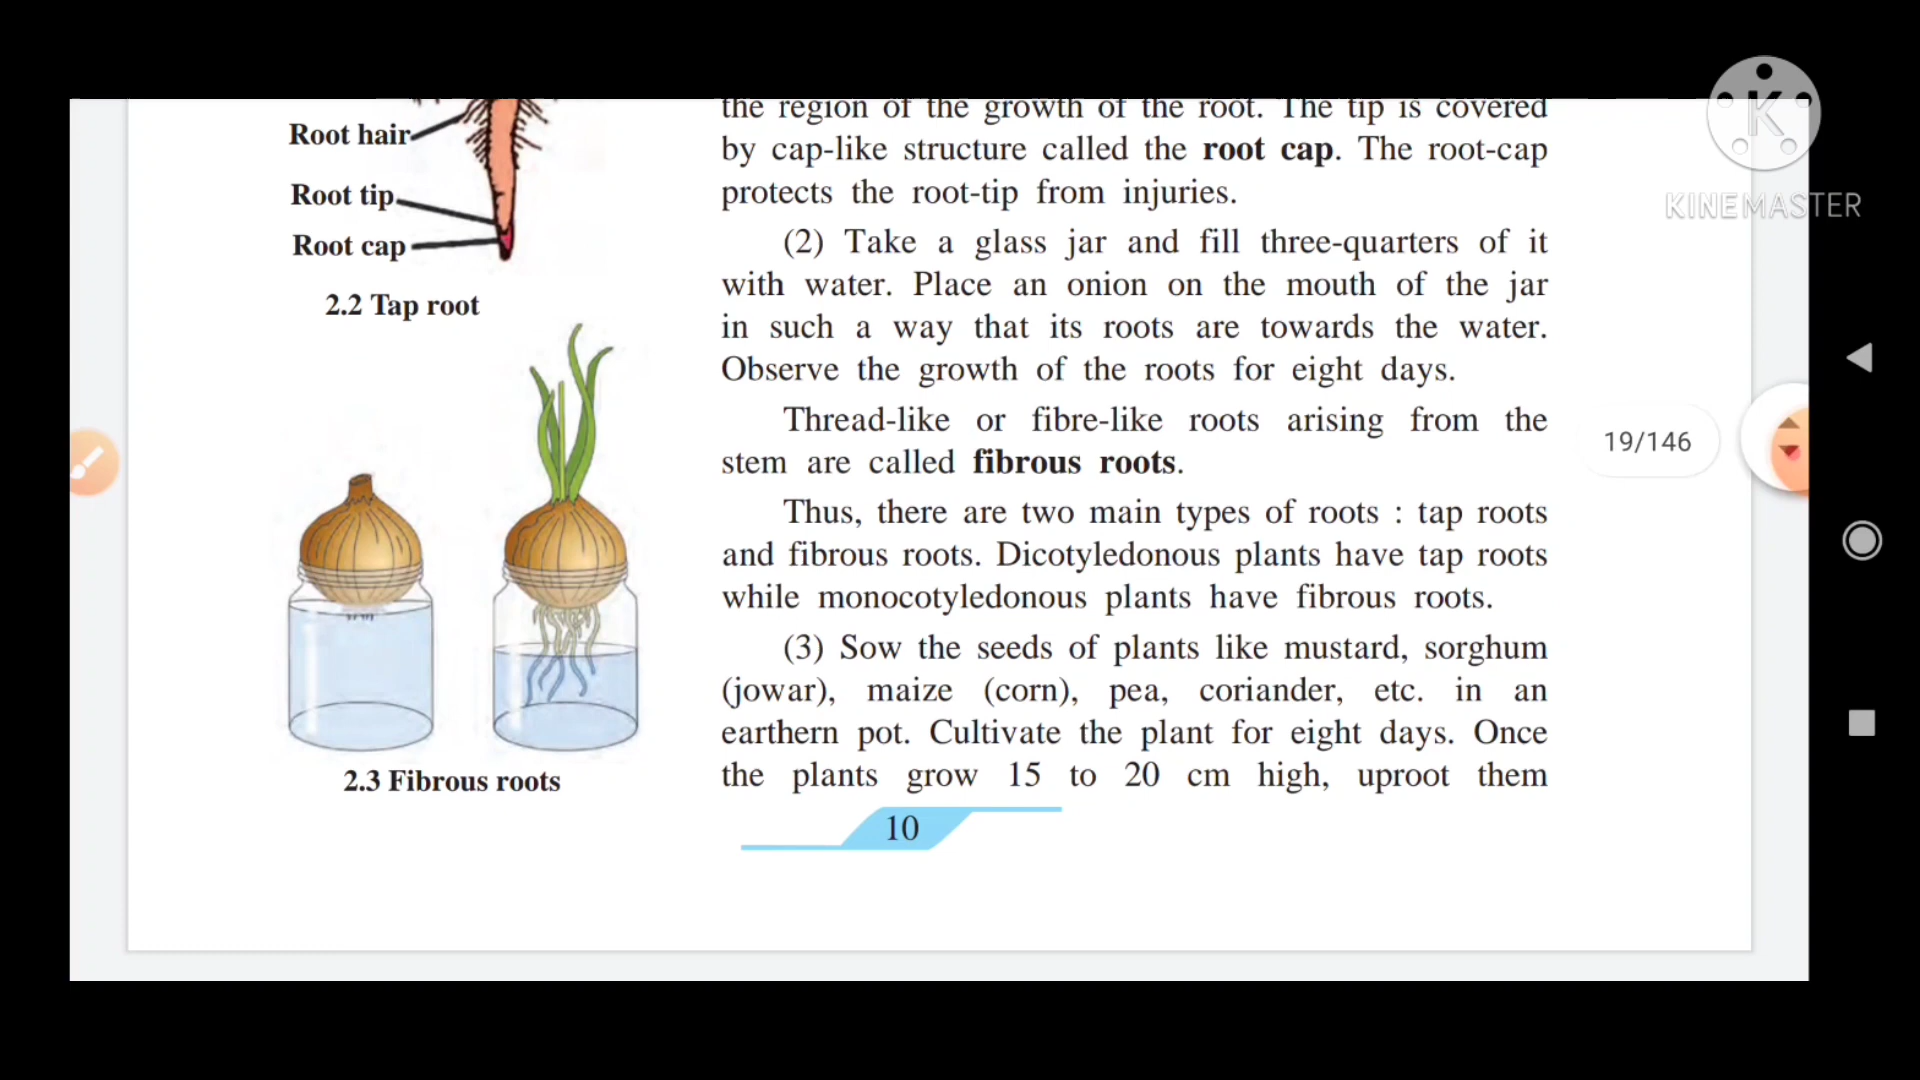 Root hair
Root tip
Root cap
2.2 Tap root
2.3 Fibrous roots
the region of the growth of the root. The tip is covered
by cap-like structure called the root cap. The root-cap
protects the root-tip from injuries.
(2) Take a glass jar and fill three-quarters of it
with water. Place an onion on the mouth of the jar
in such a way that its roots are towards the water.
Observe the growth of the roots for eight days.
Thread-like or fibre-like roots arising from the
stem are called fibrous roots.
Thus, there are two main types of roots : tap roots
and fibrous roots. Dicotyledonous plants have tap roots
while monocotyledonous plants have fibrous roots.
(3) Sow the seeds of plants like mustard, sorghum
(jowar), maize (corn), pea, coriander, etc. in an
earthern pot. Cultivate the plant for eight days. Once
the plants grow 15 to 20 cm high, uproot them
10
19/146
K
KINEMASTER